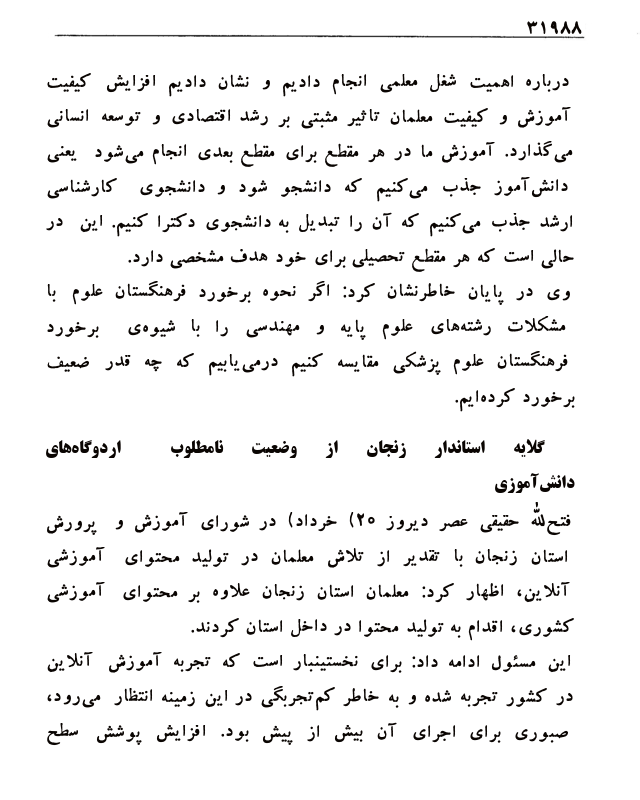 ۳۱۹۸۸
درباره اهمیت شغل معلمی انجام دادیم و نشان دادیم افزایش کیفیت
آموزش و کیفیت معلمان تاثیر مثبتی بر رشد اقتصادی و توسعه انسانی
می‌گذارد. آموزش ما در هر مقطع برای مقطع بعدی انجام می‌شود یعنی
دانش‌آموز جذب می‌کنیم که دانشجو شود و دانشجوی کارشناسی
ارشد جذب می‌کنیم که آن را تبدیل به دانشجوی دکترا کنیم. این در
حالی است که هر مقطع تحصیلی برای خود هدف مشخصی دارد.
وی در پایان خاطرنشان کرد: اگر نحوه برخورد فرهنگستان علوم با
مشکلات رشته‌های علوم پایه و مهندسی را با شیوه‌ی برخورد
فرهنگستان علوم پزشکی مقایسه کنیم درمی‌یابیم که چه قدر ضعیف
برخورد کرده‌ایم.
گلایه استاندار زنجان از وضعیت نامطلوب اردوگاه‌های
دانش‌آموزی
فتح‌الله حقیقی عصر دیروز ۲۵) خرداد) در شورای آموزش و پرورش
استان زنجان با تقدیر از تلاش معلمان در تولید محتوای آموزشی
آنلاین، اظهار کرد: معلمان استان زنجان علاوه بر محتوای آموزشی
کشوری، اقدام به تولید محتوا در داخل استان کردند.
این مسئول ادامه داد: برای نخستینبار است که تجربه آموزش آنلاین
در کشور تجربه شده و به خاطر کم‌تجربگی در این زمینه انتظار می‌رود،
صبوری برای اجرای آن بیش از پیش بود. افزایش پوشش سطح